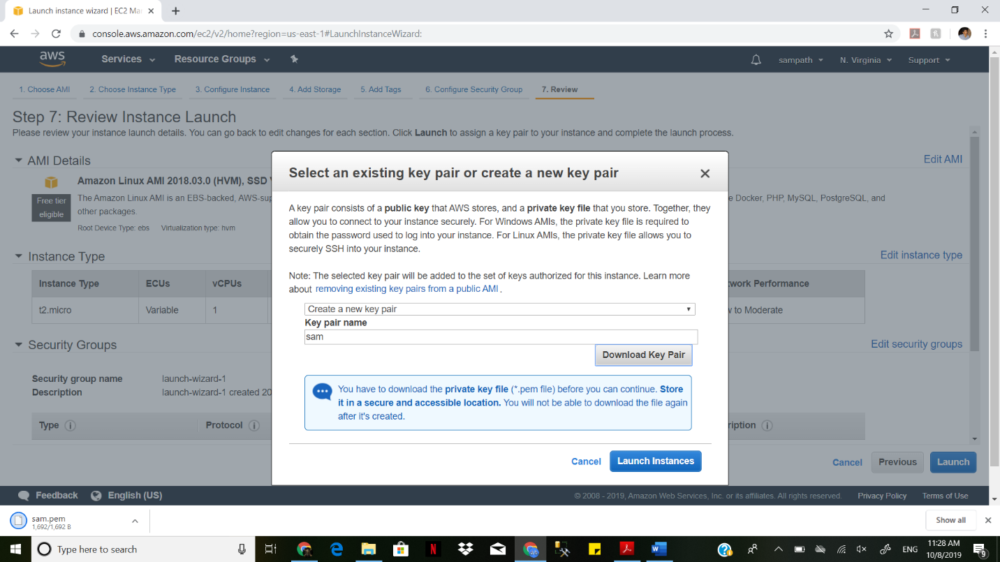 Launch instance wizard | EC2 Ma
console.aws.amazon.com/ec2/v2/home?region=us-east-1#LaunchInstanceWizard:
aws Services Resource Groups sampath N. Virginia Support
1. Choose AMI 2. Choose Instance Type 3. Configure Instance 4. Add Storage 5. Add Tags 6. Configure Security Group 7. Review
Step 7: Review Instance Launch
Please review your instance launch details. You can go back to edit changes for each section. Click Launch to assign a key pair to your instance and complete the launch process.
AMI Details Edit AMI
Amazon Linux AMI 2018.03.0 (HVM), SSD
Free tier eligible
The Amazon Linux AMI is an EBS-backed, AWS-sup
e Docker, PHP, MySQL, PostgreSQL, and
other packages.
Root Device Type: ebs Virtualization type: hvm
Instance Type Edit instance type
Instance Type ECUs vCPUs work Performance
t2.micro Variable 1 to Moderate
Security Groups Edit security groups
Security group name launch-wizard-1
Description launch-wizard-1 created 20
Type i Protocol i ription i
Cancel Previous Launch
Select an existing key pair or create a new key pair
A key pair consists of a public key that AWS stores, and a private key file that you store. Together, they
allow you to connect to your instance securely. For Windows AMIs, the private key file is required to
obtain the password used to log into your instance. For Linux AMIs, the private key file allows you to
securely SSH into your instance.
Note: The selected key pair will be added to the set of keys authorized for this instance. Learn more
about removing existing key pairs from a public AMI .
Create a new key pair
Key pair name
sam
Download Key Pair
You have to download the private key file (*.pem file) before you can continue. Store
it in a secure and accessible location. You will not be able to download the file again
after it's created.
Cancel Launch Instances
Feedback English (US) © 2008 - 2019, Amazon Web Services, Inc. or its affiliates. All rights reserved. Privacy Policy Terms of Use
sam.pem
1,692/1,692 B
Show all
Type here to search
ENG
11:28 AM
10/8/2019
9